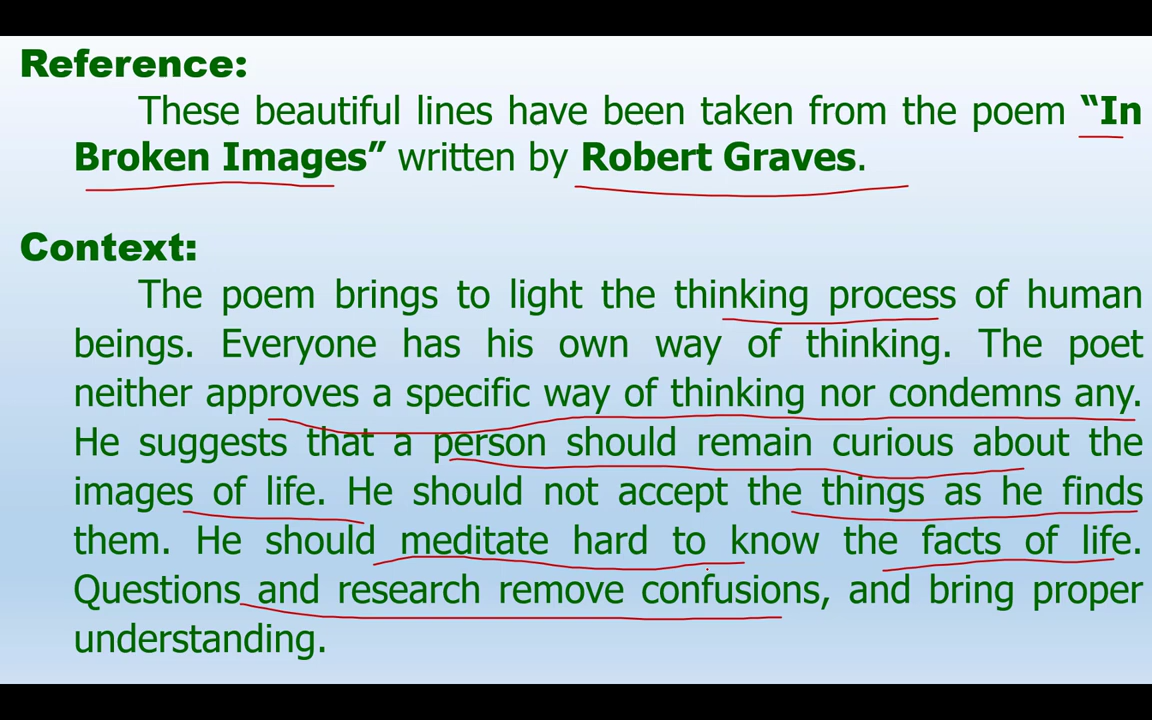 Reference:
These beautiful lines have been taken from the poem “In
Broken Images” written by Robert Graves.
Context:
The poem brings to light the thinking process of human
beings. Everyone has his own way of thinking. The poet
neither approves a specific way of thinking nor condemns any.
He suggests that a person should remain curious about the
images of life. He should not accept the things as he finds
them. He should meditate hard to know the facts of life.
Questions and research remove confusions, and bring proper
understanding.